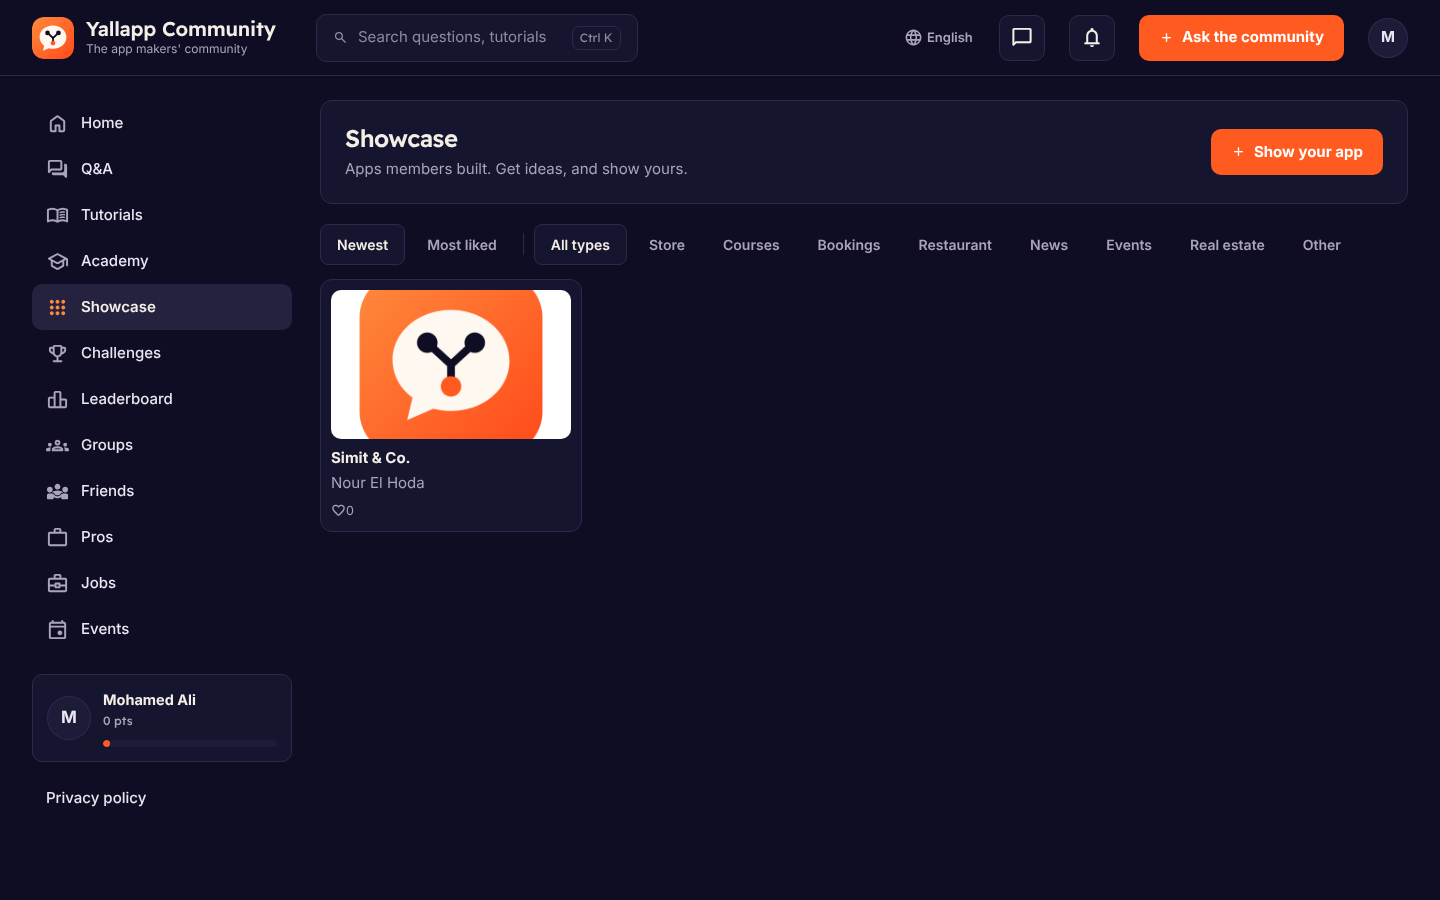 Yallapp Community
The app makers' community
Search questions, tutorials
Ctrl K
English
+ Ask the community
M
Home
Q&A
Tutorials
Academy
Showcase
Challenges
Leaderboard
Groups
Friends
Pros
Jobs
Events
M
Mohamed Ali
0 pts
Privacy policy
Showcase
Apps members built. Get ideas, and show yours.
+ Show your app
Newest Most liked All types Store Courses Bookings Restaurant News Events Real estate Other
Simit & Co.
Nour El Hoda
0